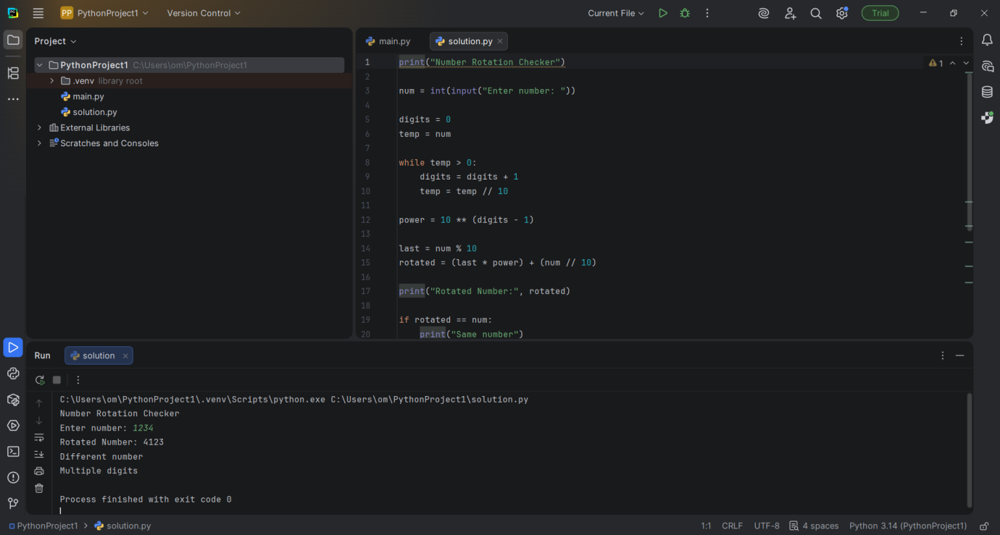 PP PythonProject1 Version Control Current File Trial
Project
PythonProject1 C:\Users\om\PythonProject1
.venv library root
main.py
solution.py
External Libraries
Scratches and Consoles
main.py solution.py
1 print("Number Rotation Checker") 1
2
3 num = int(input("Enter number: "))
4
5 digits = 0
6 temp = num
7
8 while temp > 0:
9 digits = digits + 1
10 temp = temp // 10
11
12 power = 10 ** (digits - 1)
13
14 last = num % 10
15 rotated = (last * power) + (num // 10)
16
17 print("Rotated Number:", rotated)
18
19 if rotated == num:
20 print("Same number")
Run solution
C:\Users\om\PythonProject1\.venv\Scripts\python.exe C:\Users\om\PythonProject1\solution.py
Number Rotation Checker
Enter number: 1234
Rotated Number: 4123
Different number
Multiple digits
Process finished with exit code 0
PythonProject1 > solution.py 1:1 CRLF UTF-8 4 spaces Python 3.14 (PythonProject1)